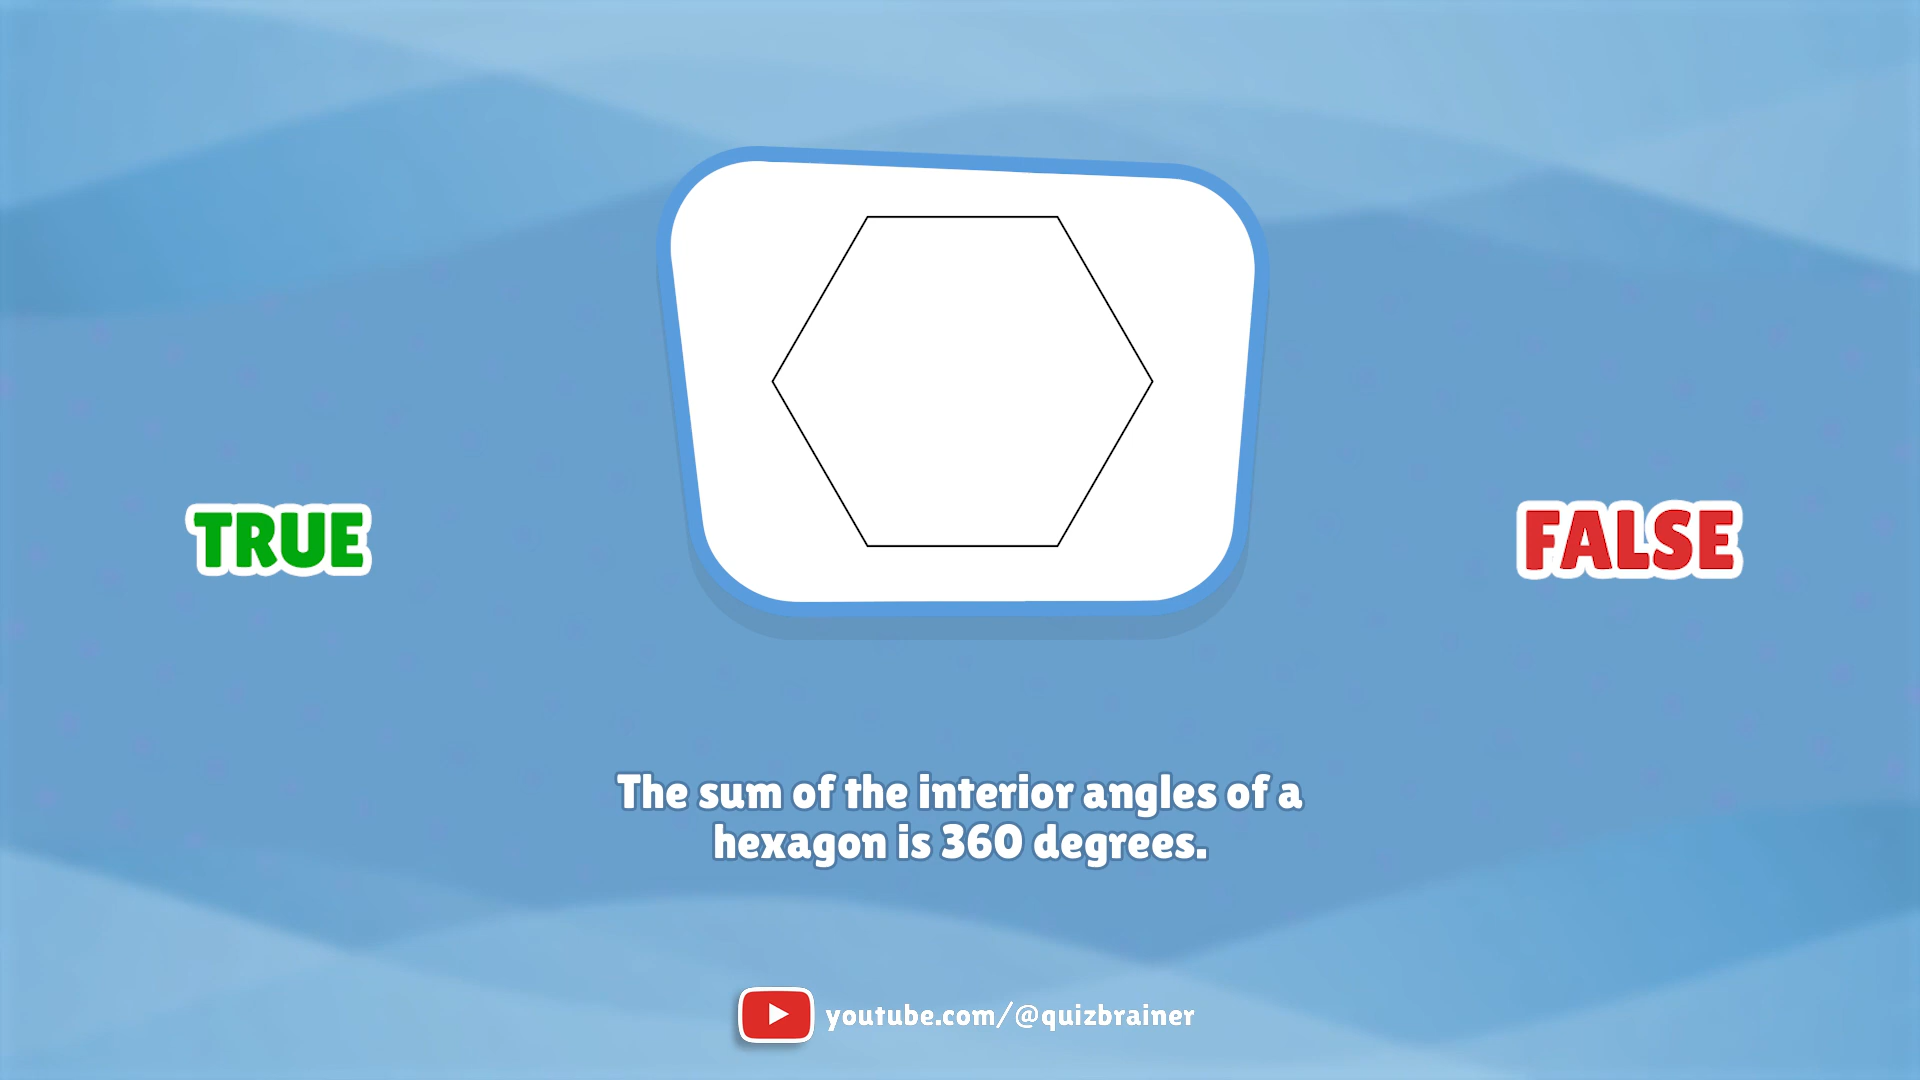 TRUE
FALSE
The sum of the interior angles of a
hexagon is 360 degrees.
youtube.com/@quizbrainer